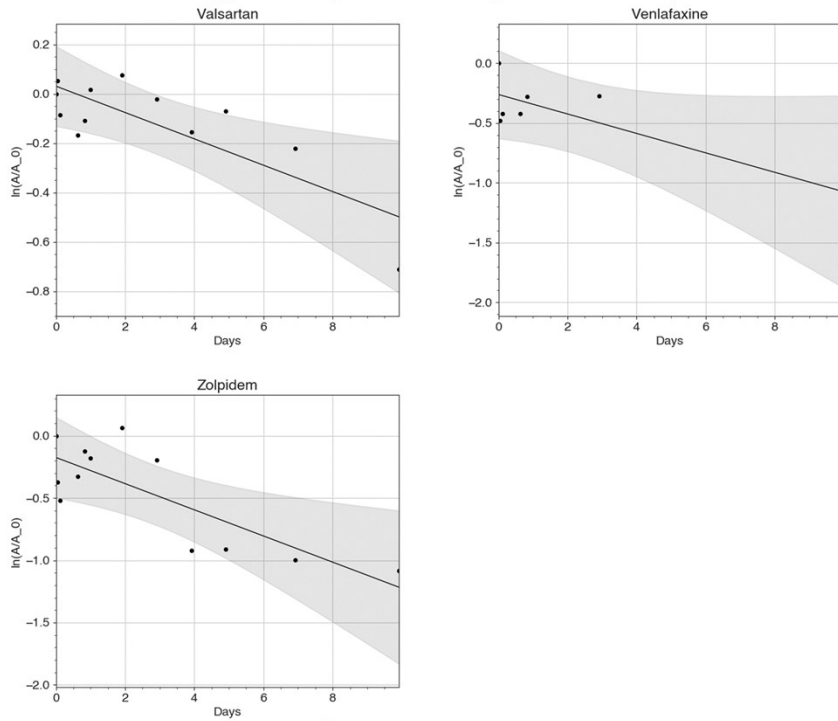 Valsartan
0.2
0.0
−0.2
−0.4
−0.6
−0.8
ln(A/A_0)
0 2 4 6 8
Days
Venlafaxine
0.0
−0.5
−1.0
−1.5
−2.0
ln(A/A_0)
0 2 4 6 8
Days
Zolpidem
0.0
−0.5
−1.0
−1.5
−2.0
ln(A/A_0)
0 2 4 6 8
Days